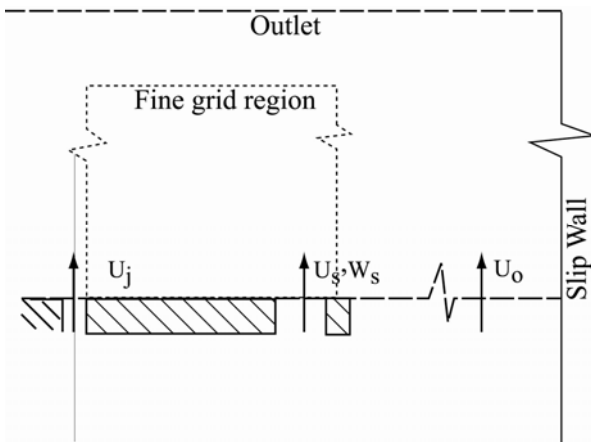 Outlet
Fine grid region
Uj
Us,Ws
Uo
Slip Wall